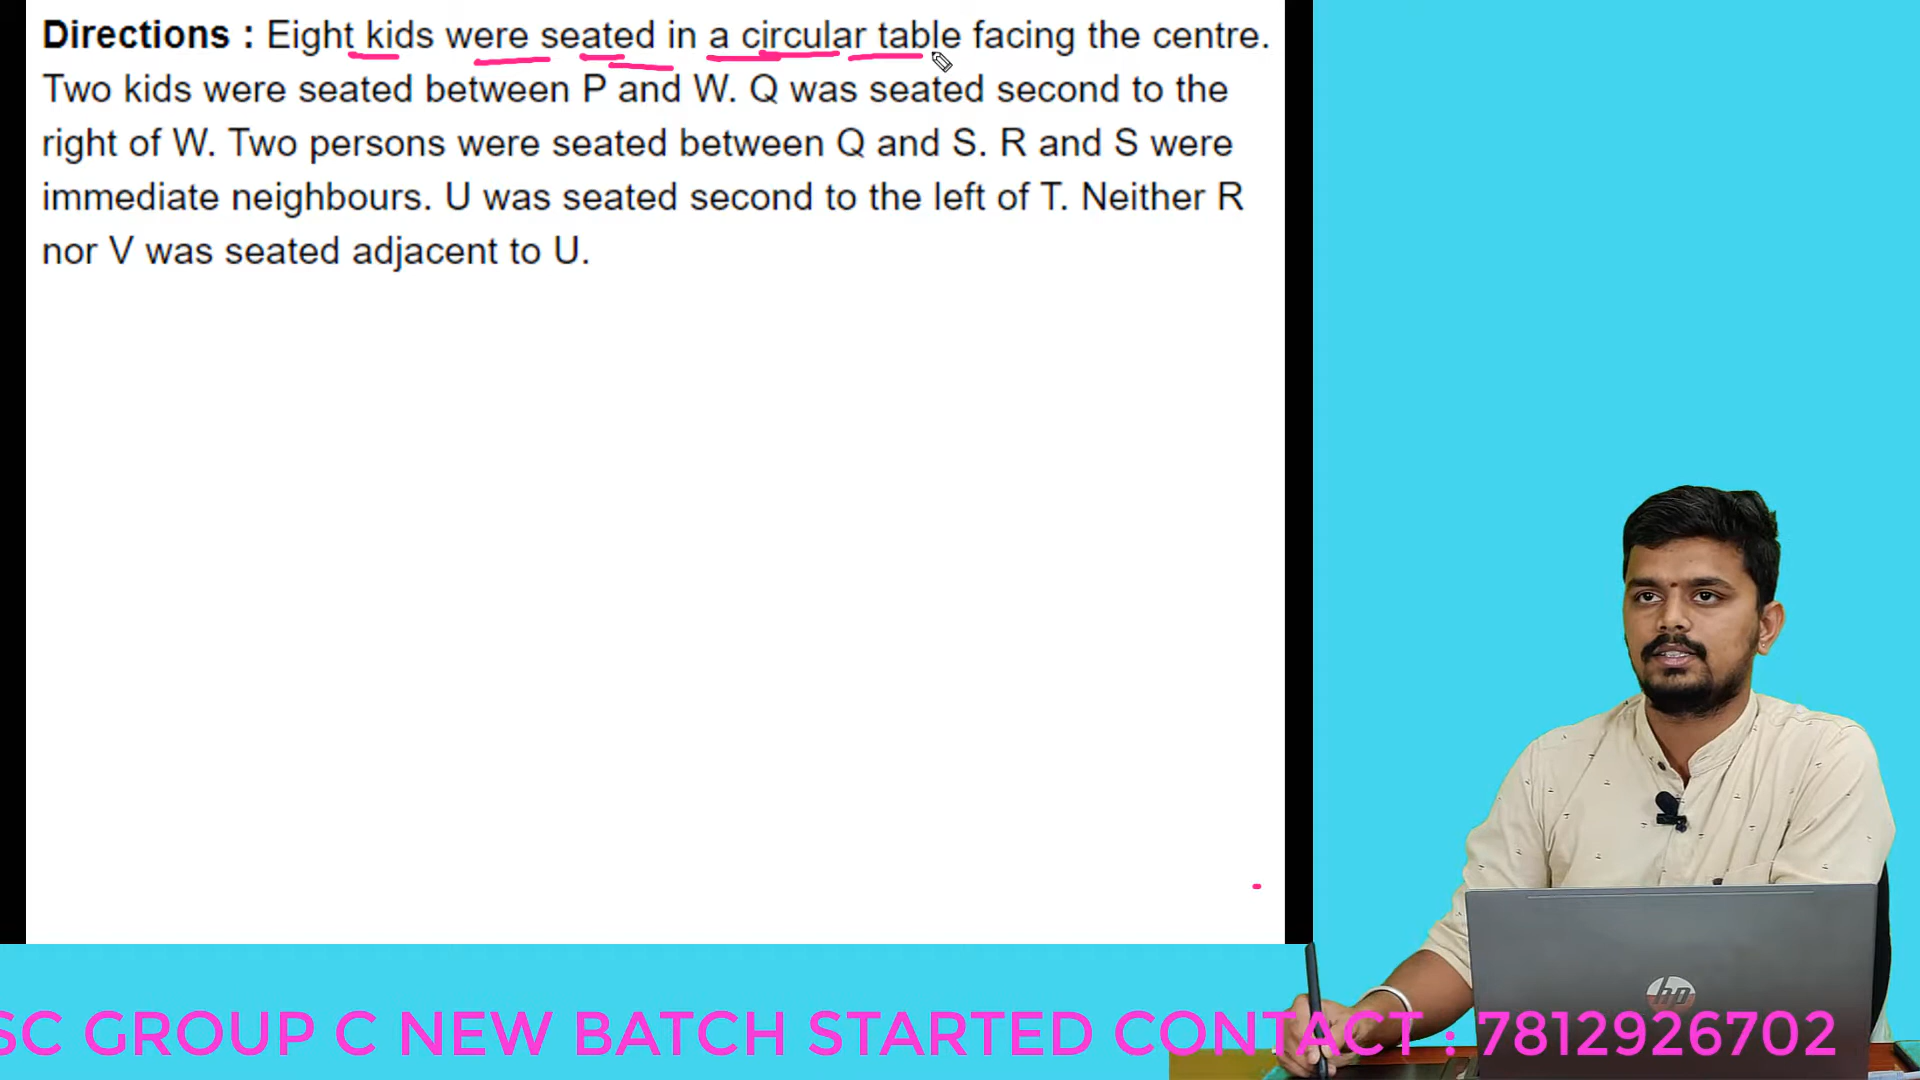 Directions : Eight kids were seated in a circular table facing the centre.
Two kids were seated between P and W. Q was seated second to the
right of W. Two persons were seated between Q and S. R and S were
immediate neighbours. U was seated second to the left of T. Neither R
nor V was seated adjacent to U.
hp
SC GROUP C NEW BATCH STARTED CONTACT : 7812926702